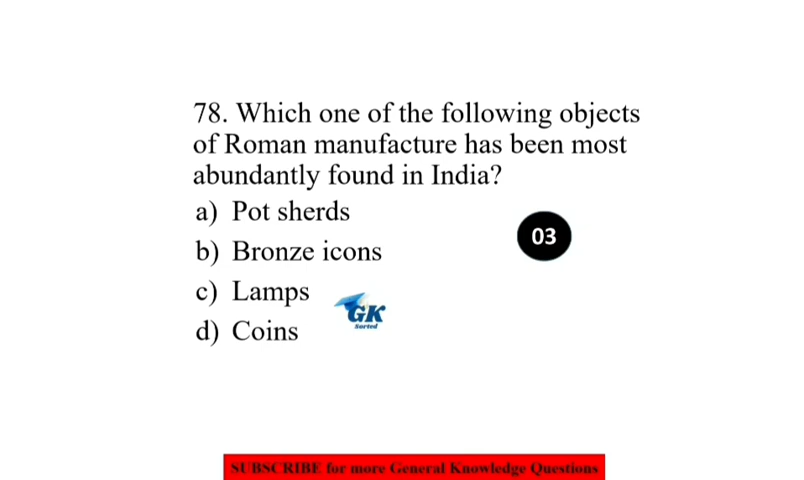 78. Which one of the following objects
of Roman manufacture has been most
abundantly found in India?
a) Pot sherds
03
b) Bronze icons
c) Lamps
GK
Sorted
d) Coins
SUBSCRIBE for more General Knowledge Questions